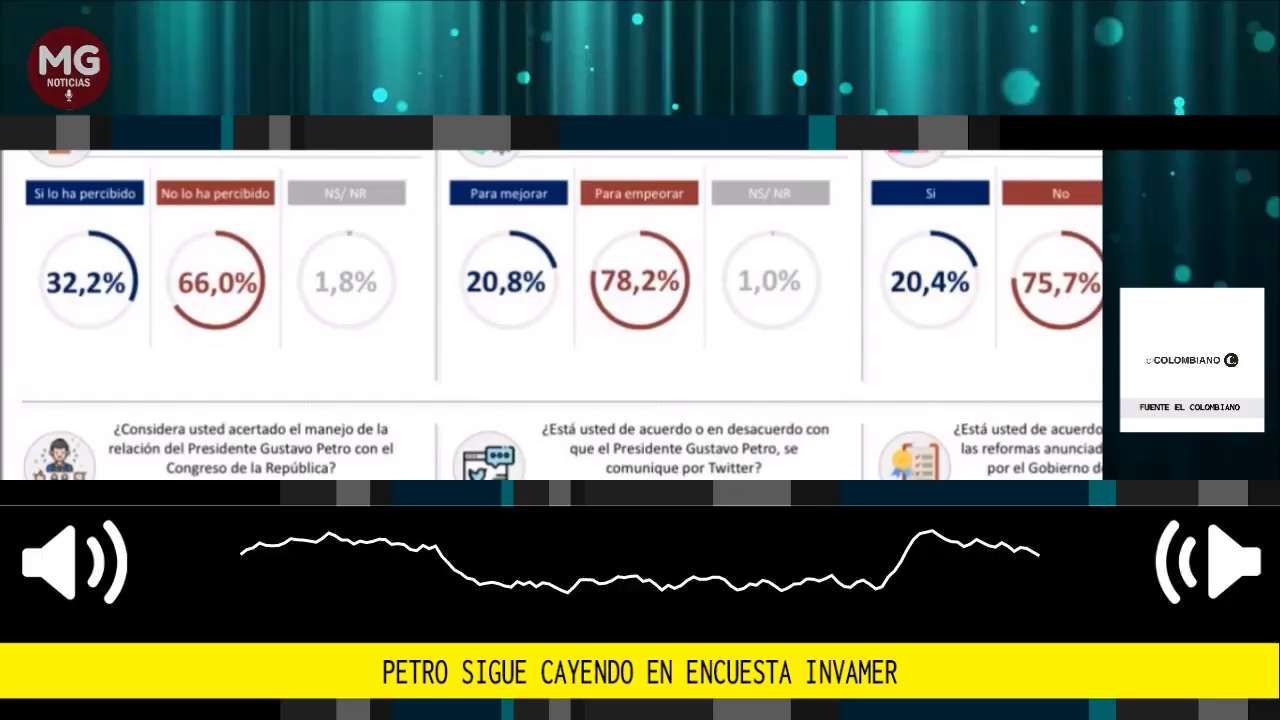 MG
NOTICIAS
Si lo ha percibido
No lo ha percibido
NS/ NR
Para mejorar
Para empeorar
NS/ NR
Si
No
32,2%
66,0%
1,8%
20,8%
78,2%
1,0%
20,4%
75,7%
¿Considera usted acertado el manejo de la
relación del Presidente Gustavo Petro con el
Congreso de la República?
¿Está usted de acuerdo o en desacuerdo con
que el Presidente Gustavo Petro, se
comunique por Twitter?
¿Está usted de acuerdo
las reformas anunciad
por el Gobierno d
COLOMBIANO C
FUENTE EL COLOMBIANO
PETRO SIGUE CAYENDO EN ENCUESTA INVAMER